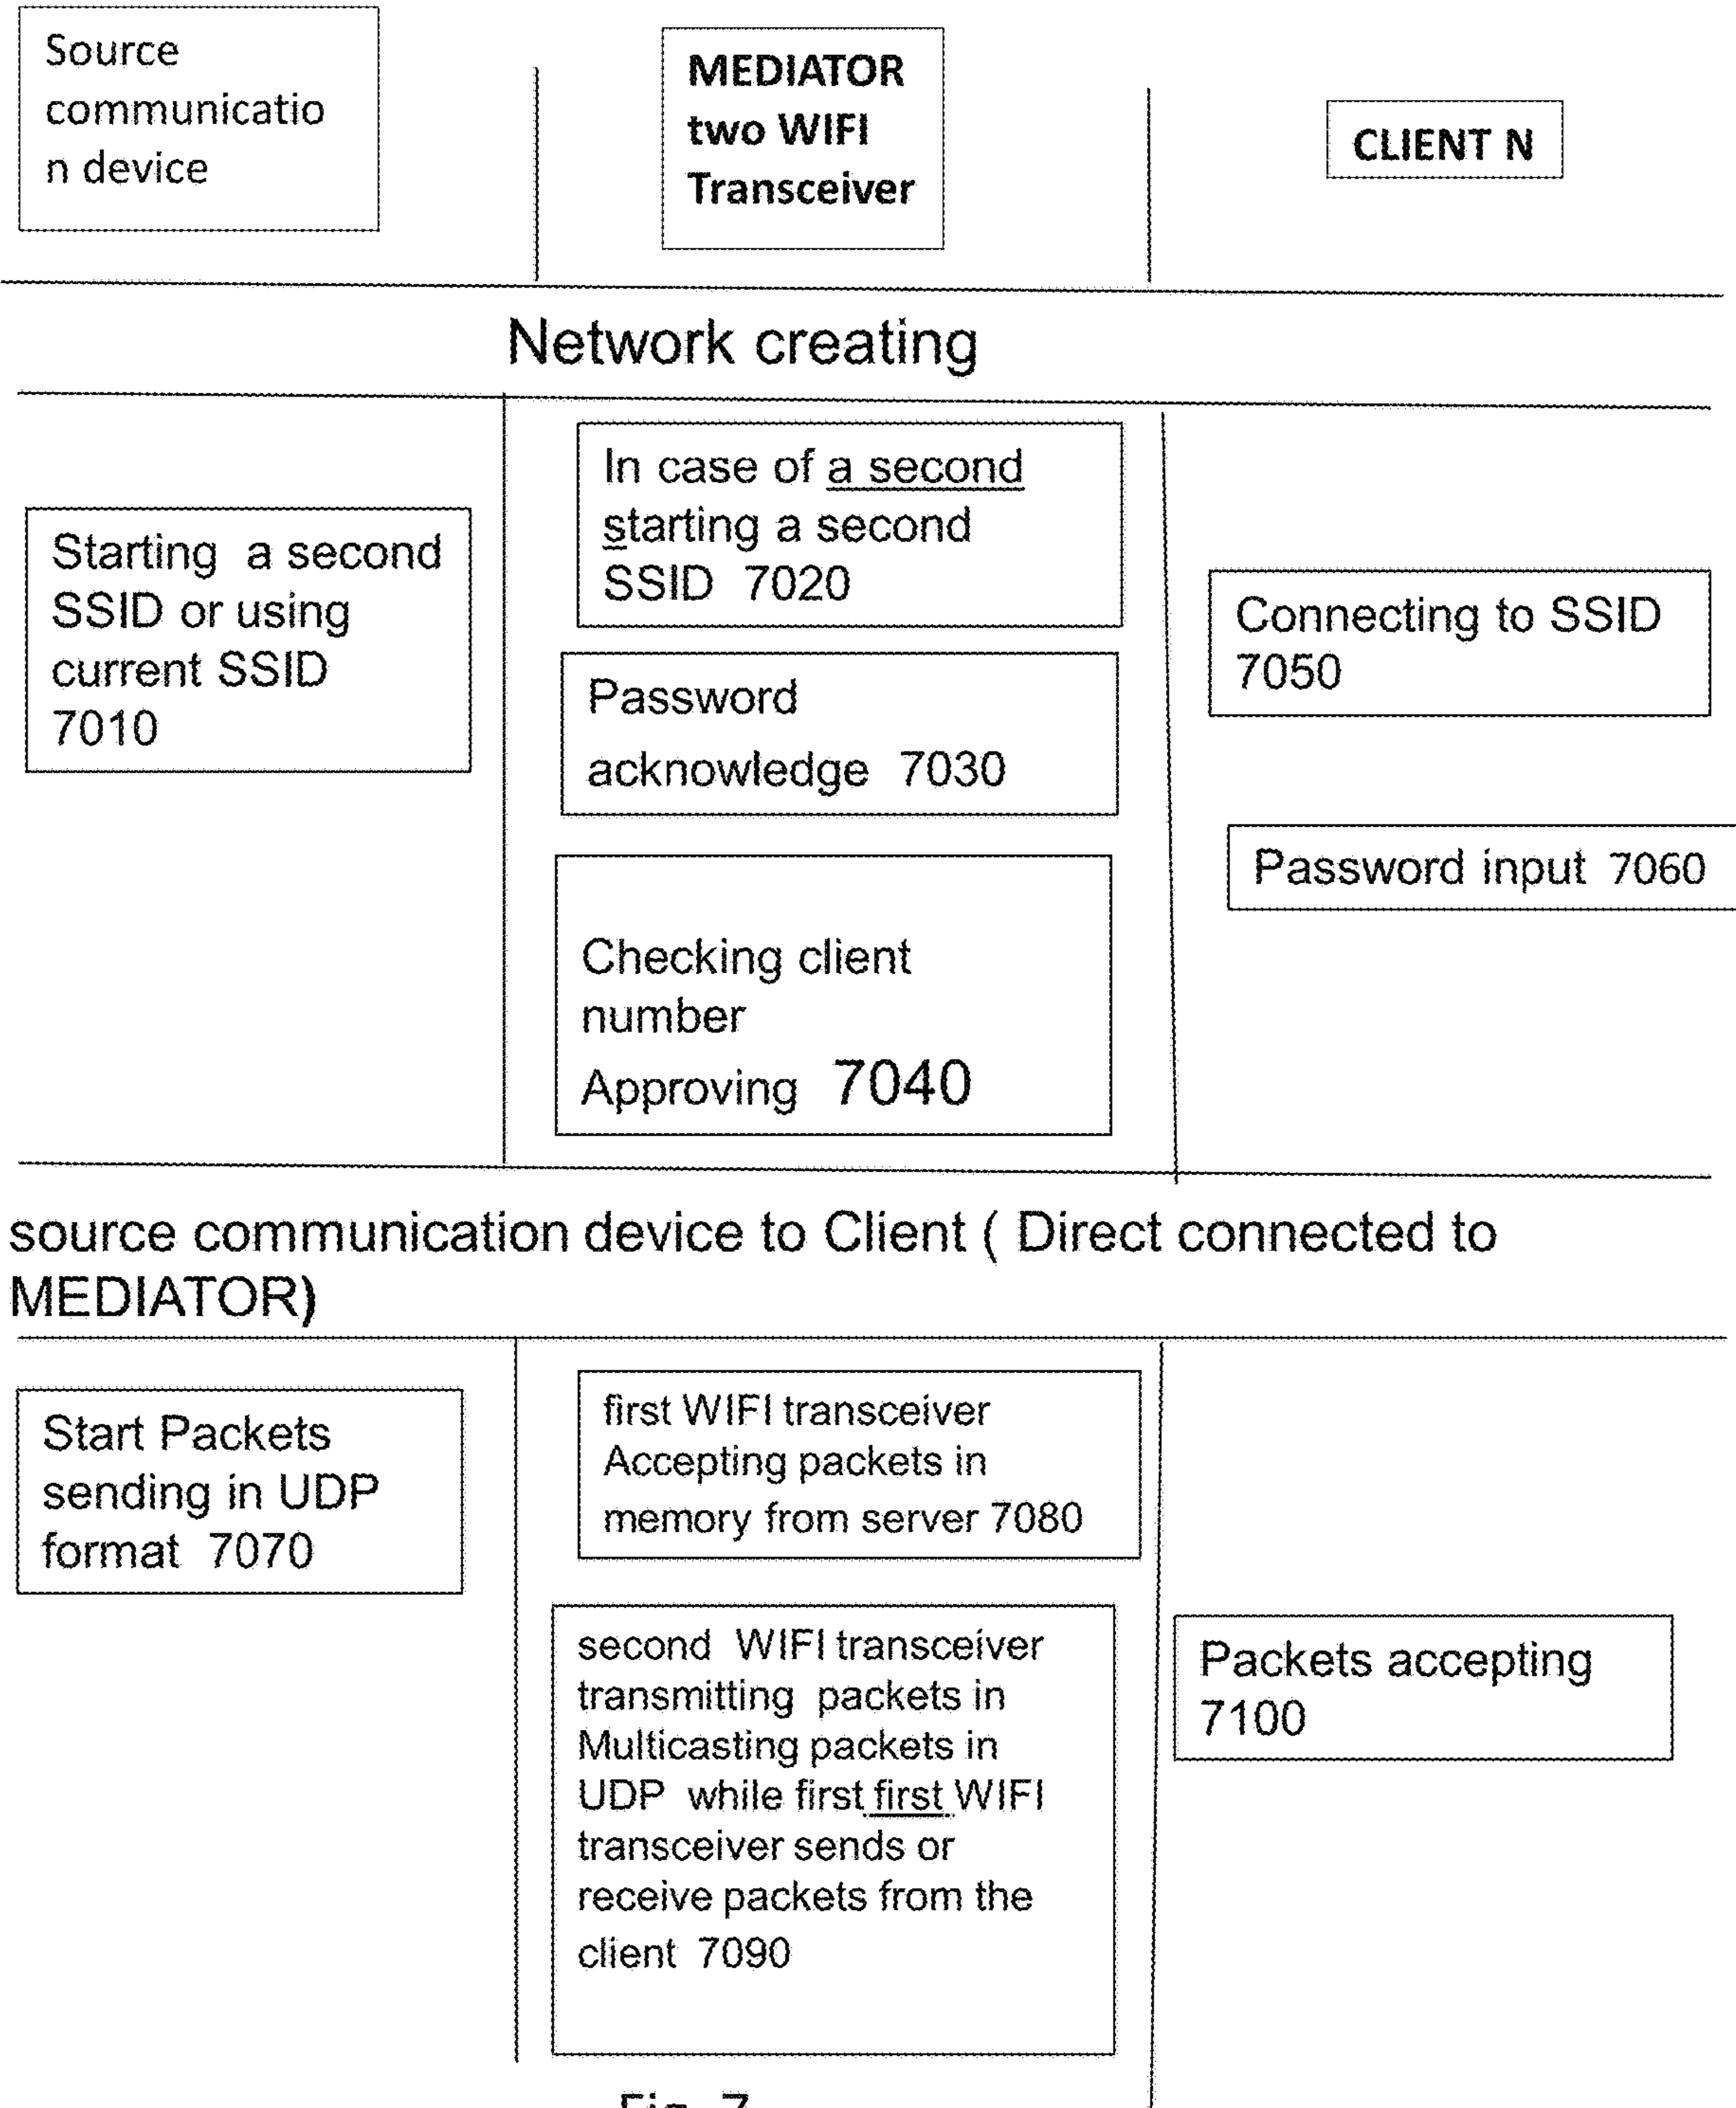 Source
communicatio
n device
MEDIATOR
two WIFI
Transceiver
CLIENT N
Network creating
Starting a second
SSID or using
current SSID
7010
In case of a second
starting a second
SSID 7020
Password
acknowledge 7030
Checking client
number
Approving 7040
Connecting to SSID
7050
Password input 7060
source communication device to Client ( Direct connected to
MEDIATOR)
Start Packets
sending in UDP
format 7070
first WIFI transceiver
Accepting packets in
memory from server 7080
second WIFI transceiver
transmitting packets in
Multicasting packets in
UDP while first first WIFI
transceiver sends or
receive packets from the
client 7090
Packets accepting
7100
Fig. 7